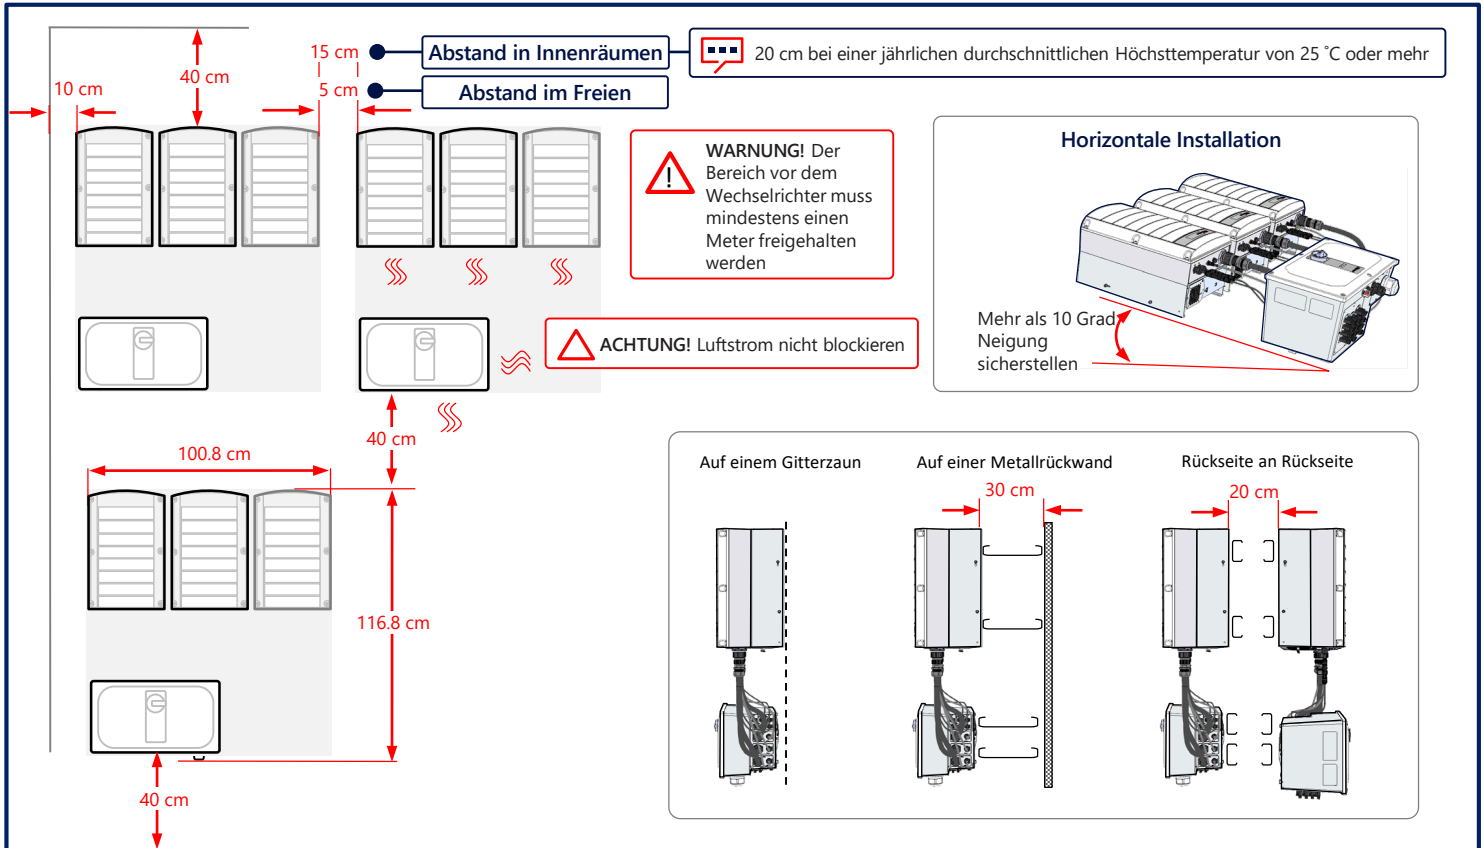 15 cm
Abstand in Innenräumen
20 cm bei einer jährlichen durchschnittlichen Höchsttemperatur von 25 °C oder mehr
40 cm
10 cm
5 cm
Abstand im Freien
WARNUNG! Der
Bereich vor dem
Wechselrichter muss
mindestens einen
Meter freigehalten
werden
Horizontale Installation
Mehr als 10 Grad
Neigung
sicherstellen
ACHTUNG! Luftstrom nicht blockieren
40 cm
100.8 cm
116.8 cm
40 cm
Auf einem Gitterzaun
Auf einer Metallrückwand
Rückseite an Rückseite
30 cm
20 cm